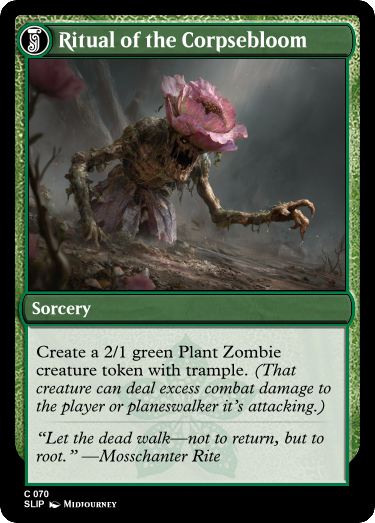 Ritual of the Corpsebloom
Sorcery
Create a 2/1 green Plant Zombie
creature token with trample. (That
creature can deal excess combat damage to
the player or planeswalker it's attacking.)
“Let the dead walk—not to return, but to
root.” —Mosschanter Rite
C 070
SLIP Midjourney